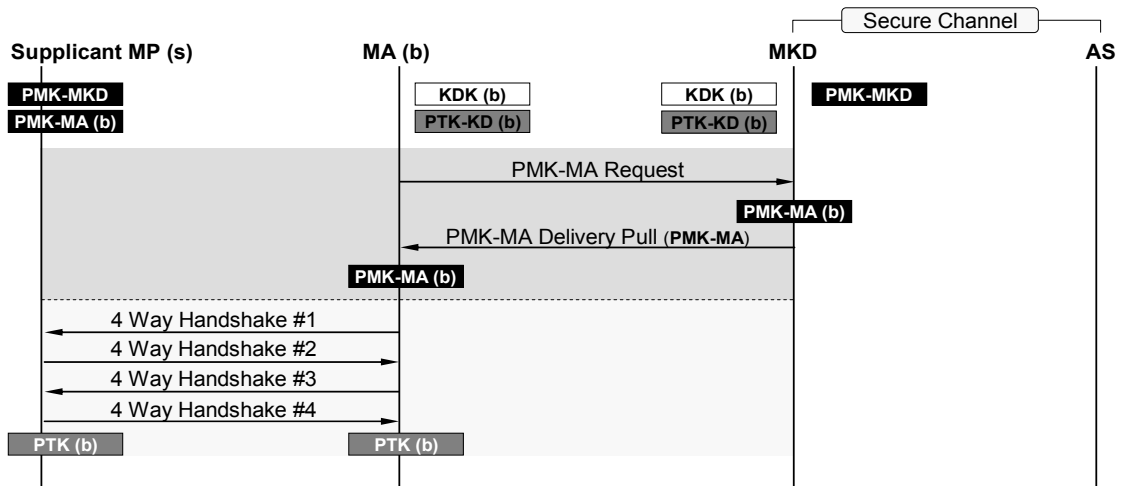 Secure Channel
Supplicant MP (s) MA (b) MKD AS
PMK-MKD KDK (b) KDK (b) PMK-MKD
PMK-MA (b) PTK-KD (b) PTK-KD (b)
PMK-MA Request
PMK-MA (b)
PMK-MA Delivery Pull (PMK-MA)
PMK-MA (b)
4 Way Handshake #1
4 Way Handshake #2
4 Way Handshake #3
4 Way Handshake #4
PTK (b) PTK (b)